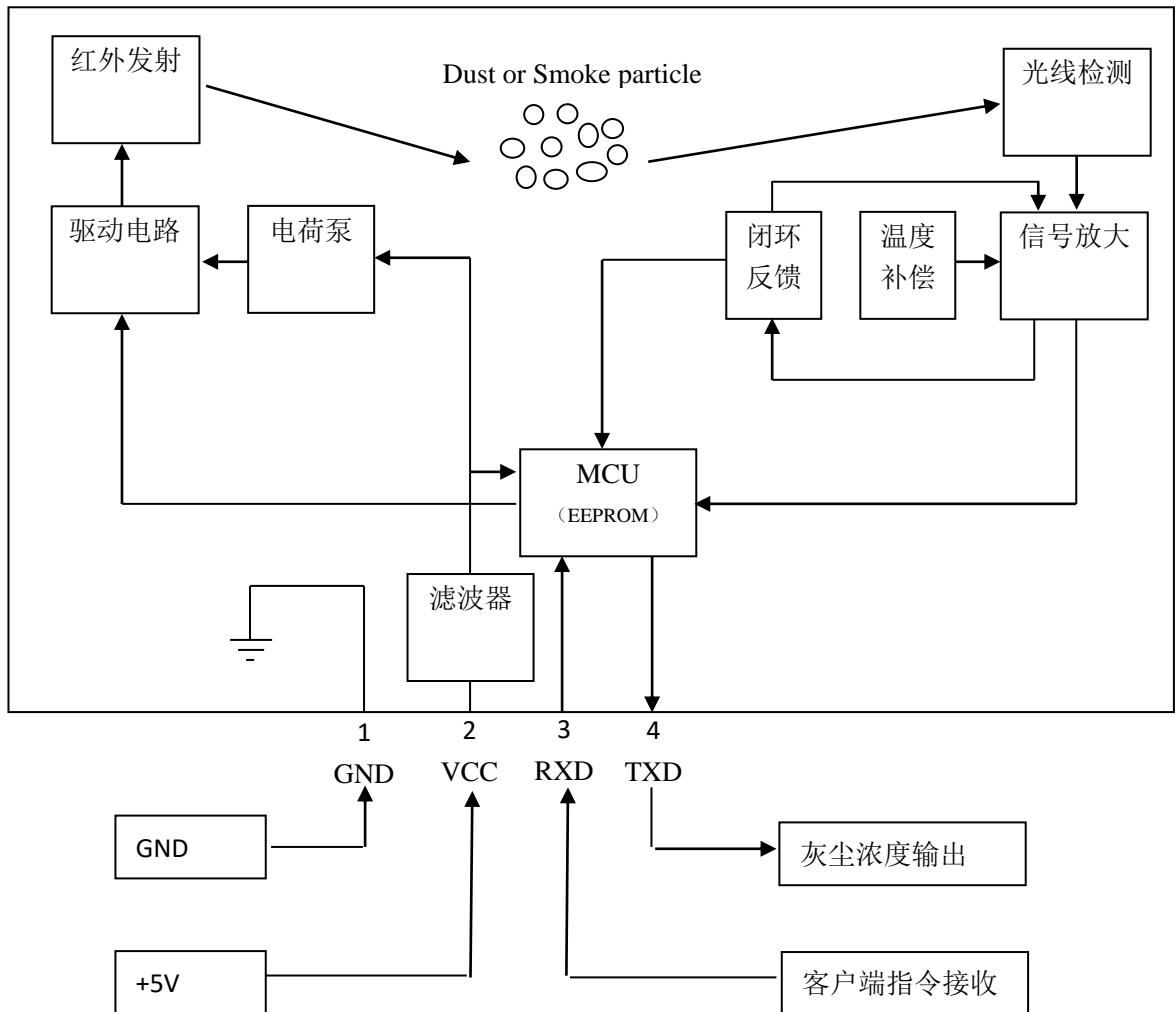 红外发射
Dust or Smoke particle
光线检测
驱动电路
电荷泵
闭环
反馈
温度
补偿
信号放大
MCU
（EEPROM）
滤波器
1
2
3
4
GND
VCC
RXD
TXD
GND
灰尘浓度输出
+5V
客户端指令接收